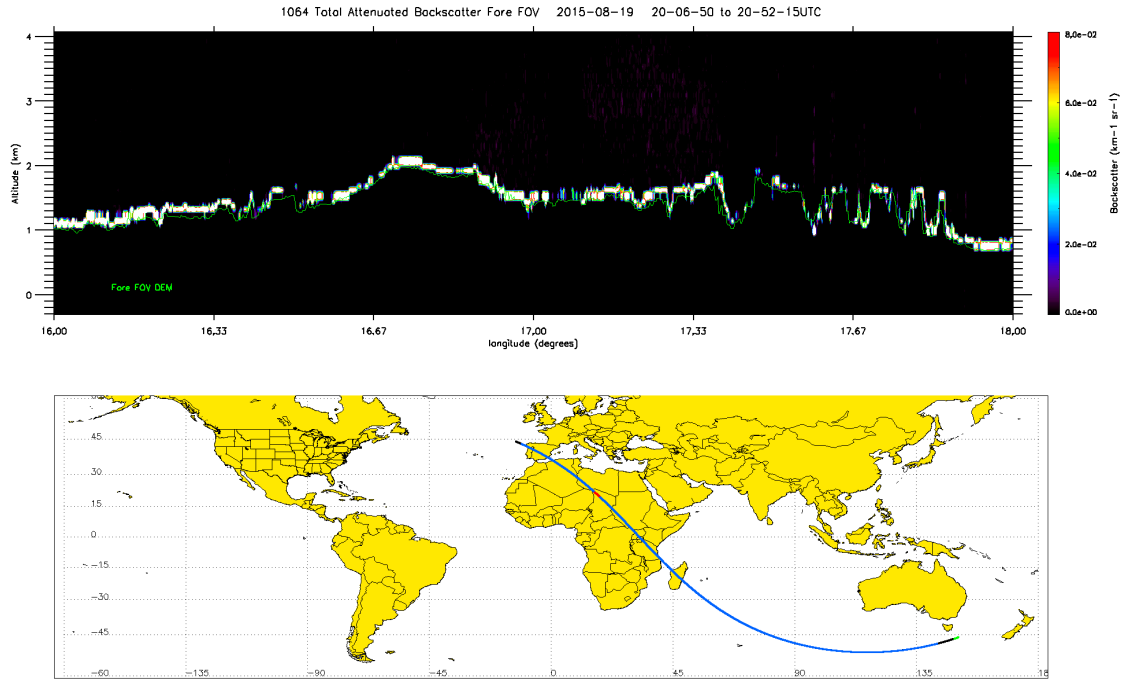 1064 Total Attenuated Backscatter Fore FOV 2015-08-19 20-06-50 to 20-52-15UTC
4
3
2
1
0
Altitude (km)
Fore FOV DEM
16.00 16.33 16.67 17.00 17.33 17.67 18.00
longitude (degrees)
8.0e-02
6.0e-02
4.0e-02
2.0e-02
0.0e+00
Backscatter (km-1 sr-1)
45
30
15
0
-15
-30
-45
-60 -135 -90 -45 0 45 90 135 18